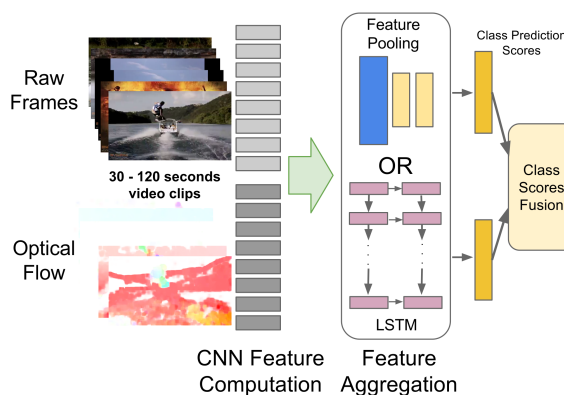 Raw
Frames
30 - 120 seconds
video clips
Optical
Flow
CNN Feature
Computation
Feature
Pooling
OR
LSTM
Feature
Aggregation
Class Prediction
Scores
Class
Scores
Fusion